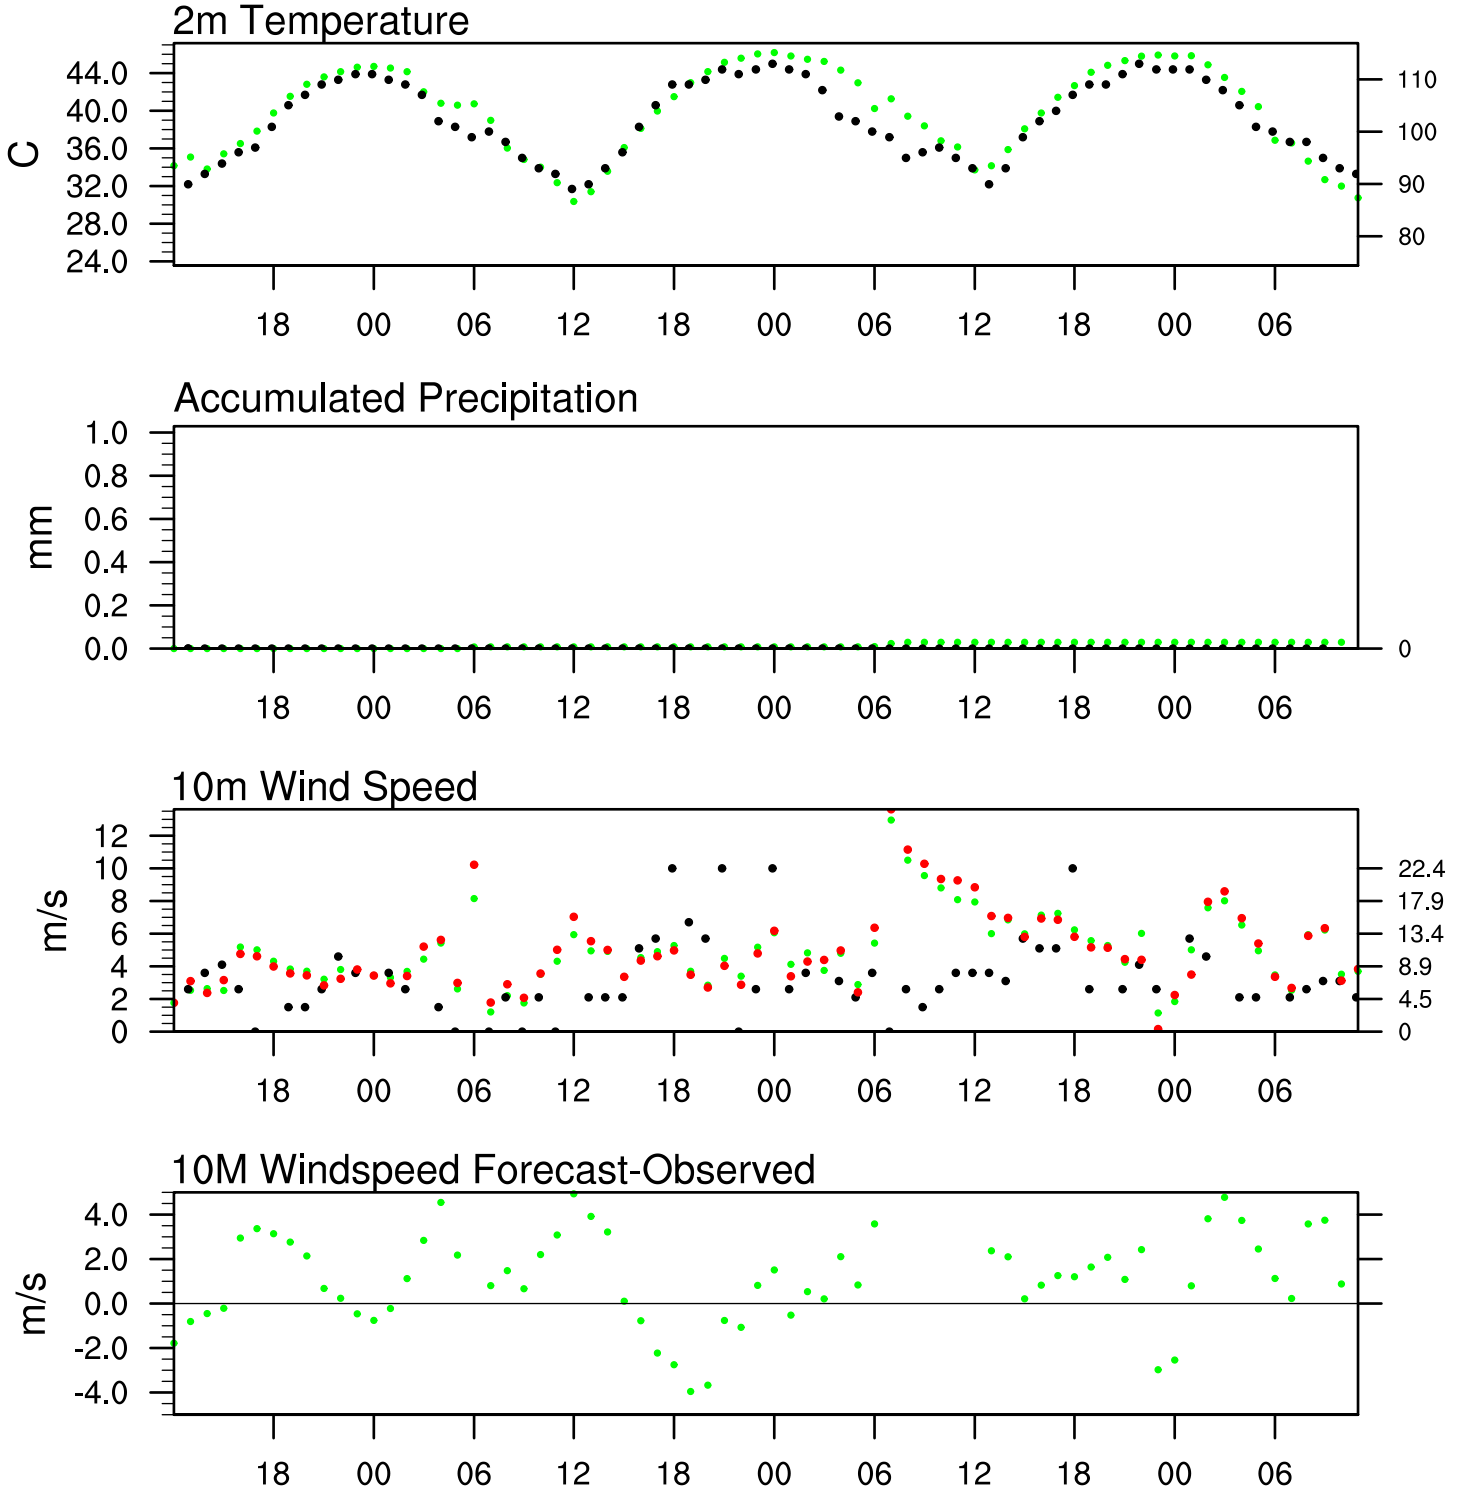 2m Temperature
44.0
40.0
36.0
32.0
28.0
24.0
C
110
100
90
80
18 00 06 12 18 00 06 12 18 00 06
Accumulated Precipitation
1.0
0.8
0.6
0.4
0.2
0.0
mm
0
18 00 06 12 18 00 06 12 18 00 06
10m Wind Speed
12
10
8
6
4
2
0
m/s
22.4
17.9
13.4
8.9
4.5
0
18 00 06 12 18 00 06 12 18 00 06
10M Windspeed Forecast-Observed
4.0
2.0
0.0
-2.0
-4.0
m/s
18 00 06 12 18 00 06 12 18 00 06